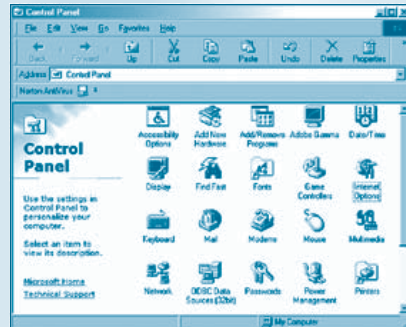 Control Panel
File Edit View Go Favorites Help
Back Forward Up Cut Copy Paste Undo Delete Properties
Address Control Panel
Norton AntiVirus
Control
Panel
Use the settings in
Control Panel to
personalize your
computer.
Select an item to
view its description.
Microsoft Home
Technical Support
Accessibility Options
Add New Hardware
Add/Remove Programs
Adobe Gamma
Date/Time
Display
Find Fast
Fonts
Game Controllers
Internet Options
Keyboard
Mail
Modems
Mouse
Multimedia
Network
ODBC Data Sources (32bit)
Passwords
Power Management
Printers
My Computer